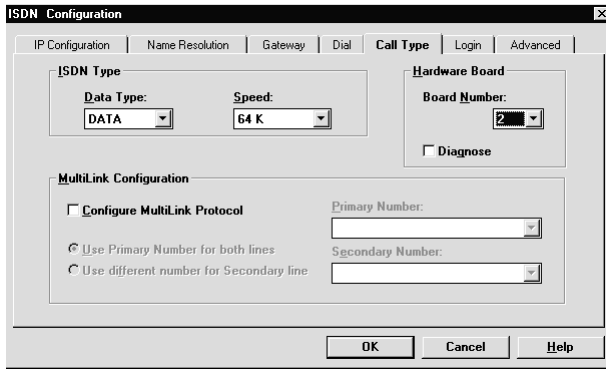 ISDN Configuration
IP Configuration Name Resolution Gateway Dial Call Type Login Advanced
ISDN Type
Data Type: Speed:
DATA 64 K
Hardware Board
Board Number:
2
Diagnose
MultiLink Configuration
Configure MultiLink Protocol
Use Primary Number for both lines
Use different number for Secondary line
Primary Number:
Secondary Number:
OK Cancel Help